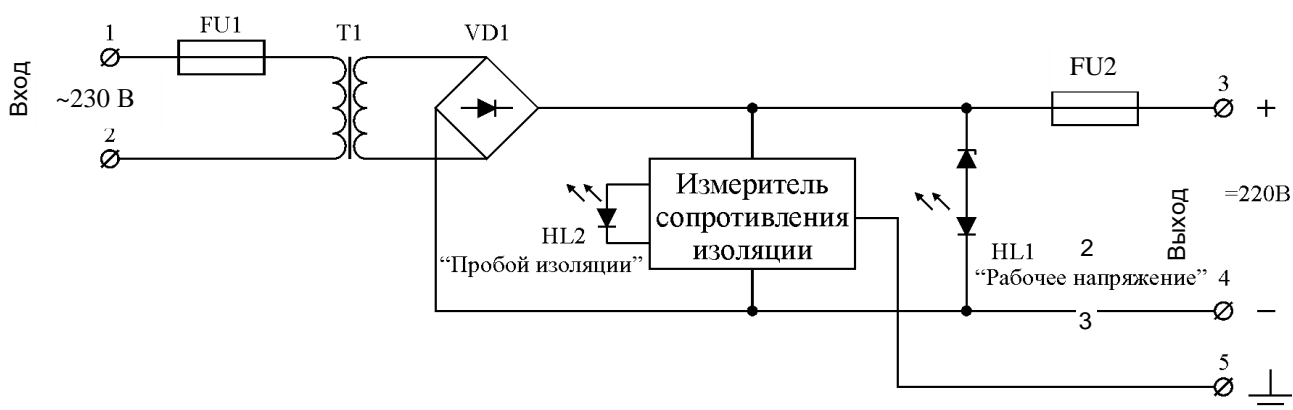 FU1
T1
VD1
FU2
1
Вход
~230 В
2
3
+
Измеритель
сопротивления
изоляции
HL2
“Пробой изоляции”
HL1
“Рабочее напряжение”
2
Выход
=220В
3
4
−
5